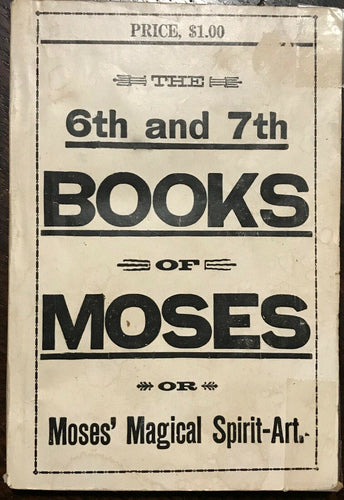 PRICE, $1.00
THE
6th and 7th
BOOKS
OF
MOSES
OR
Moses' Magical Spirit-Art.